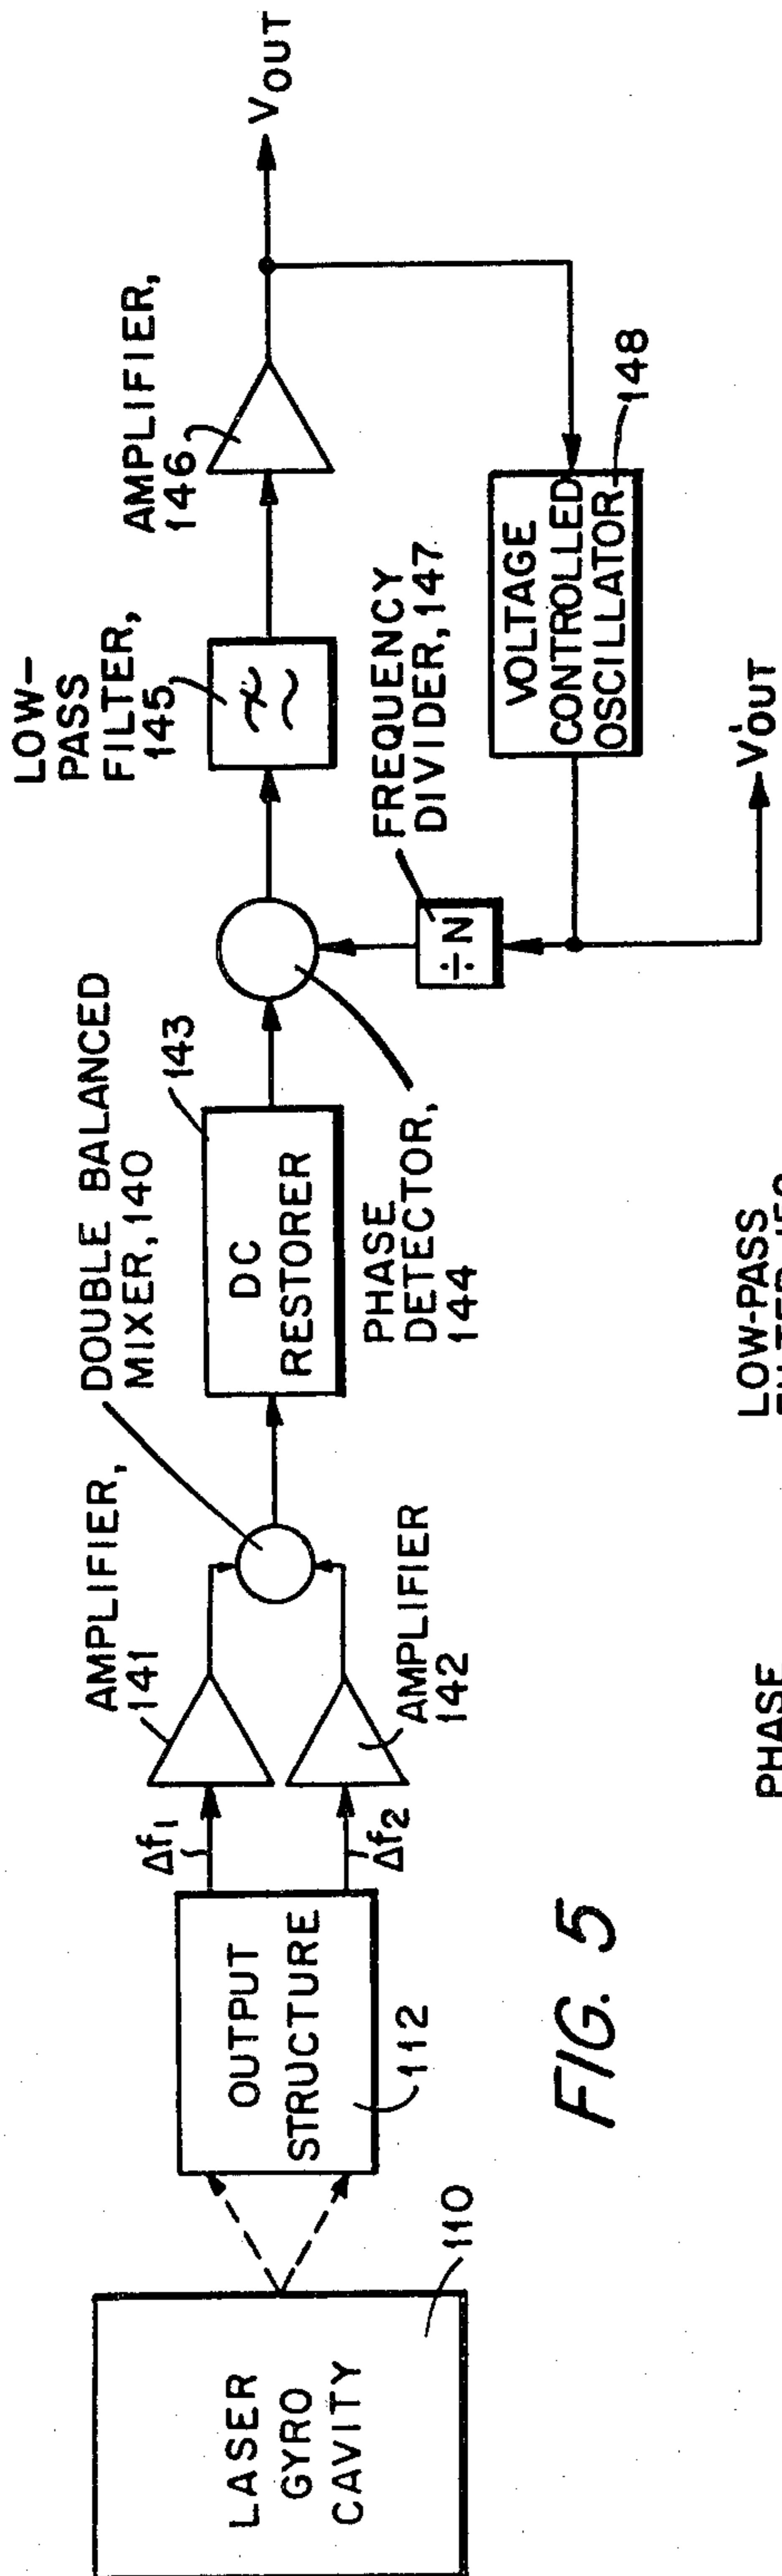 LASER
GYRO
CAVITY
110
OUTPUT
STRUCTURE
112
Δf1
Δf2
AMPLIFIER,
141
AMPLIFIER
142
DOUBLE BALANCED
MIXER, 140
DC
RESTORER
143
PHASE
DETECTOR,
144
LOW-
PASS
FILTER,
145
AMPLIFIER,
146
VOUT
FREQUENCY
DIVIDER, 147
÷N
VOLTAGE
CONTROLLED
OSCILLATOR
148
V'OUT
FIG. 5
PHASE
LOW-PASS